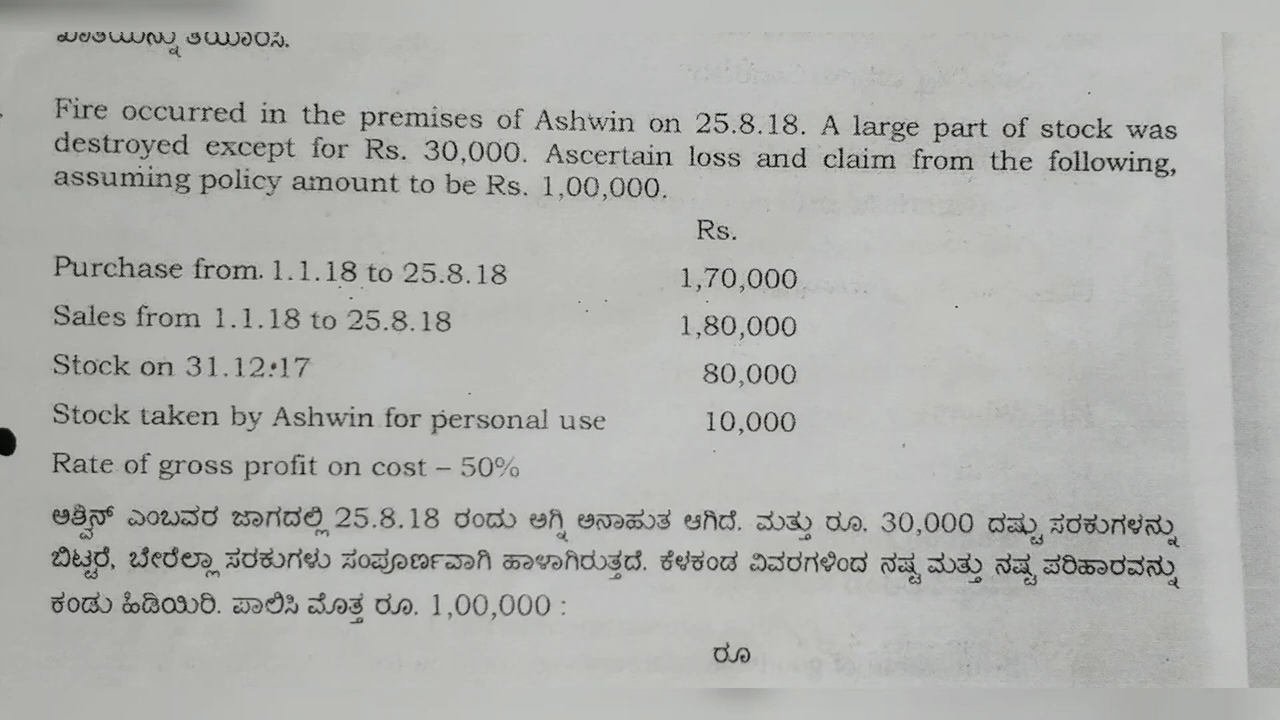 Fire occurred in the premises of Ashwin on 25.8.18. A large part of stock was
destroyed except for Rs. 30,000. Ascertain loss and claim from the following,
assuming policy amount to be Rs. 1,00,000.
Rs.
Purchase from. 1.1.18 to 25.8.18 1,70,000
Sales from 1.1.18 to 25.8.18 1,80,000
Stock on 31.12.17 80,000
Stock taken by Ashwin for personal use 10,000
Rate of gross profit on cost – 50%
ಅಶ್ವಿನ್ ಎಂಬವರ ಜಾಗದಲ್ಲಿ 25.8.18 ರಂದು ಅಗ್ನಿ ಅನಾಹುತ ಆಗಿದೆ. ಮತ್ತು ರೂ. 30,000 ದಷ್ಟು ಸರಕುಗಳನ್ನು
ಬಿಟ್ಟರೆ, ಬೇರೆಲ್ಲಾ ಸರಕುಗಳು ಸಂಪೂರ್ಣವಾಗಿ ಹಾಳಾಗಿರುತ್ತದೆ. ಕೆಳಕಂಡ ವಿವರಗಳಿಂದ ನಷ್ಟ ಮತ್ತು ನಷ್ಟ ಪರಿಹಾರವನ್ನು
ಕಂಡು ಹಿಡಿಯಿರಿ. ಪಾಲಿಸಿ ಮೊತ್ತ ರೂ. 1,00,000 :
ರೂ